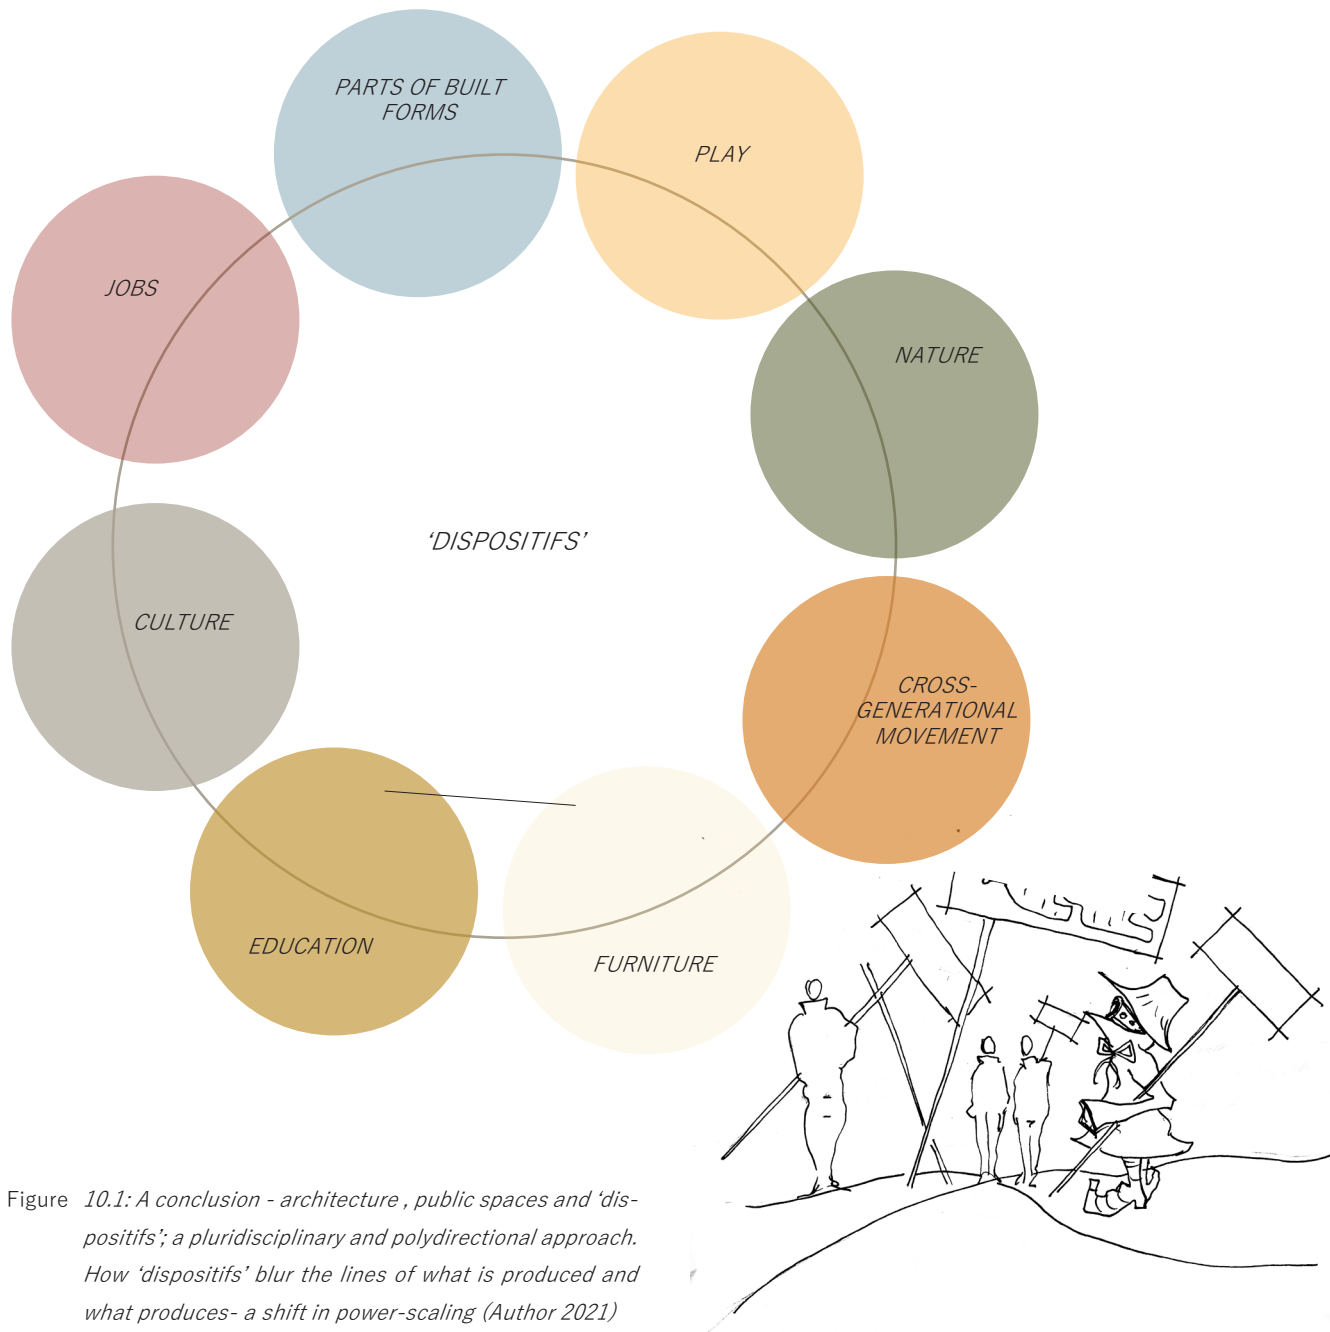 PARTS OF BUILT
FORMS
PLAY
JOBS
NATURE
‘DISPOSITIFS’
CULTURE
CROSS-
GENERATIONAL
MOVEMENT
EDUCATION
FURNITURE
Figure 10.1: A conclusion - architecture , public spaces and ‘dis-
positifs’; a pluridisciplinary and polydirectional approach.
How ‘dispositifs’ blur the lines of what is produced and
what produces- a shift in power-scaling (Author 2021)